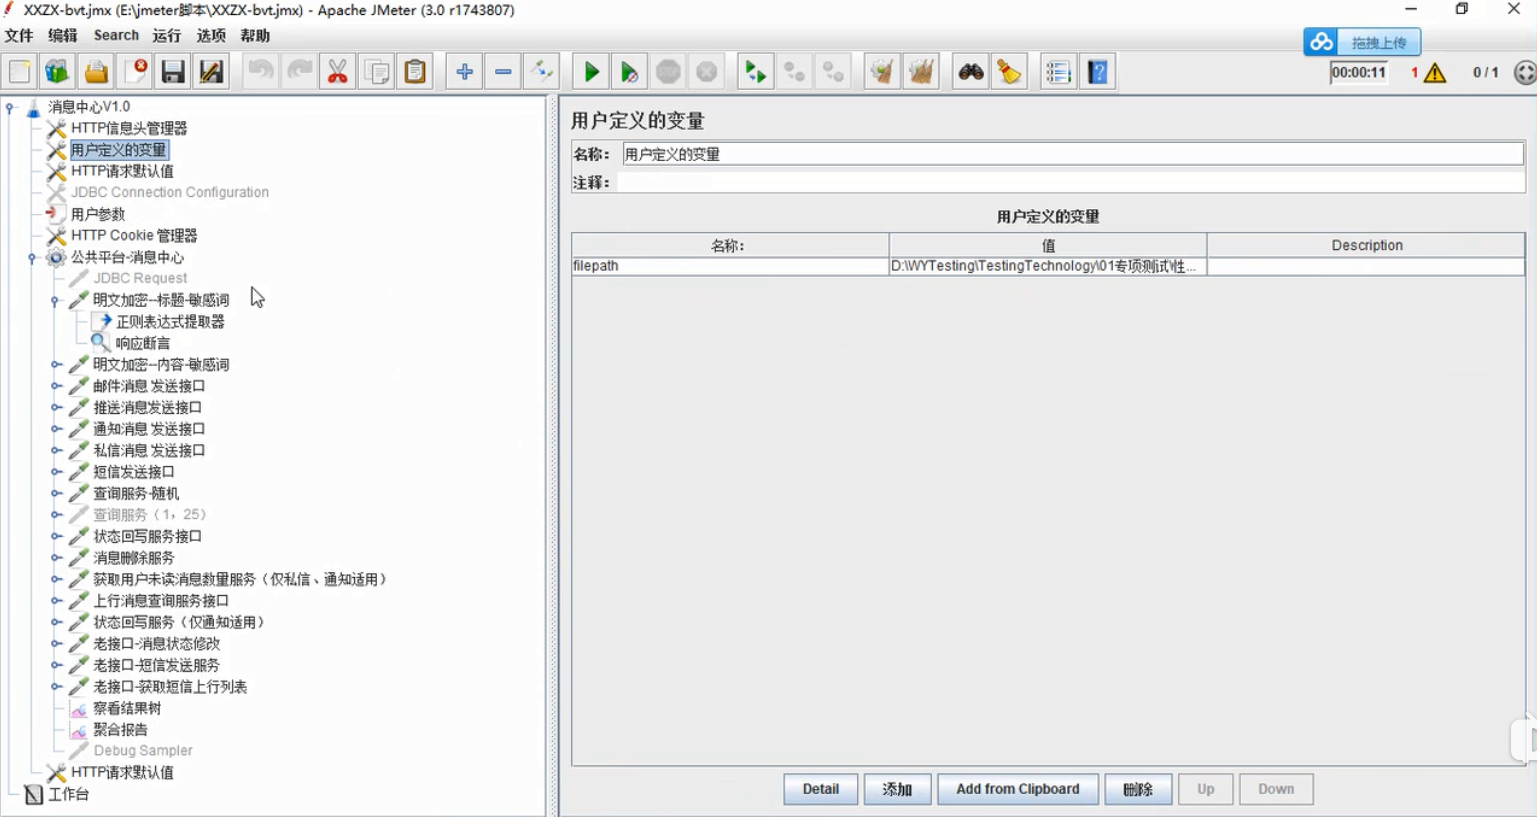 XXZX-bvt.jmx (E:\jmeter脚本\XXZX-bvt.jmx) - Apache JMeter (3.0 r1743807)
文件 编辑 Search 运行 选项 帮助
拖拽上传
00:00:11 1 0 / 1
消息中心V1.0
HTTP信息头管理器
用户定义的变量
HTTP请求默认值
JDBC Connection Configuration
用户参数
HTTP Cookie 管理器
公共平台-消息中心
JDBC Request
明文加密--标题-敏感词
正则表达式提取器
响应断言
明文加密--内容-敏感词
邮件消息 发送接口
推送消息发送接口
通知消息 发送接口
私信消息 发送接口
短信发送接口
查询服务-随机
查询服务（1，25）
状态回写服务接口
消息删除服务
获取用户未读消息数量服务（仅私信、通知适用）
上行消息查询服务接口
状态回写服务（仅通知适用）
老接口-消息状态修改
老接口-短信发送服务
老接口-获取短信上行列表
察看结果树
聚合报告
Debug Sampler
HTTP请求默认值
工作台
用户定义的变量
名称： 用户定义的变量
注释：
用户定义的变量
名称: 值 Description
filepath D:\WYTesting\TestingTechnology\01专项测试\性...
Detail 添加 Add from Clipboard 删除 Up Down